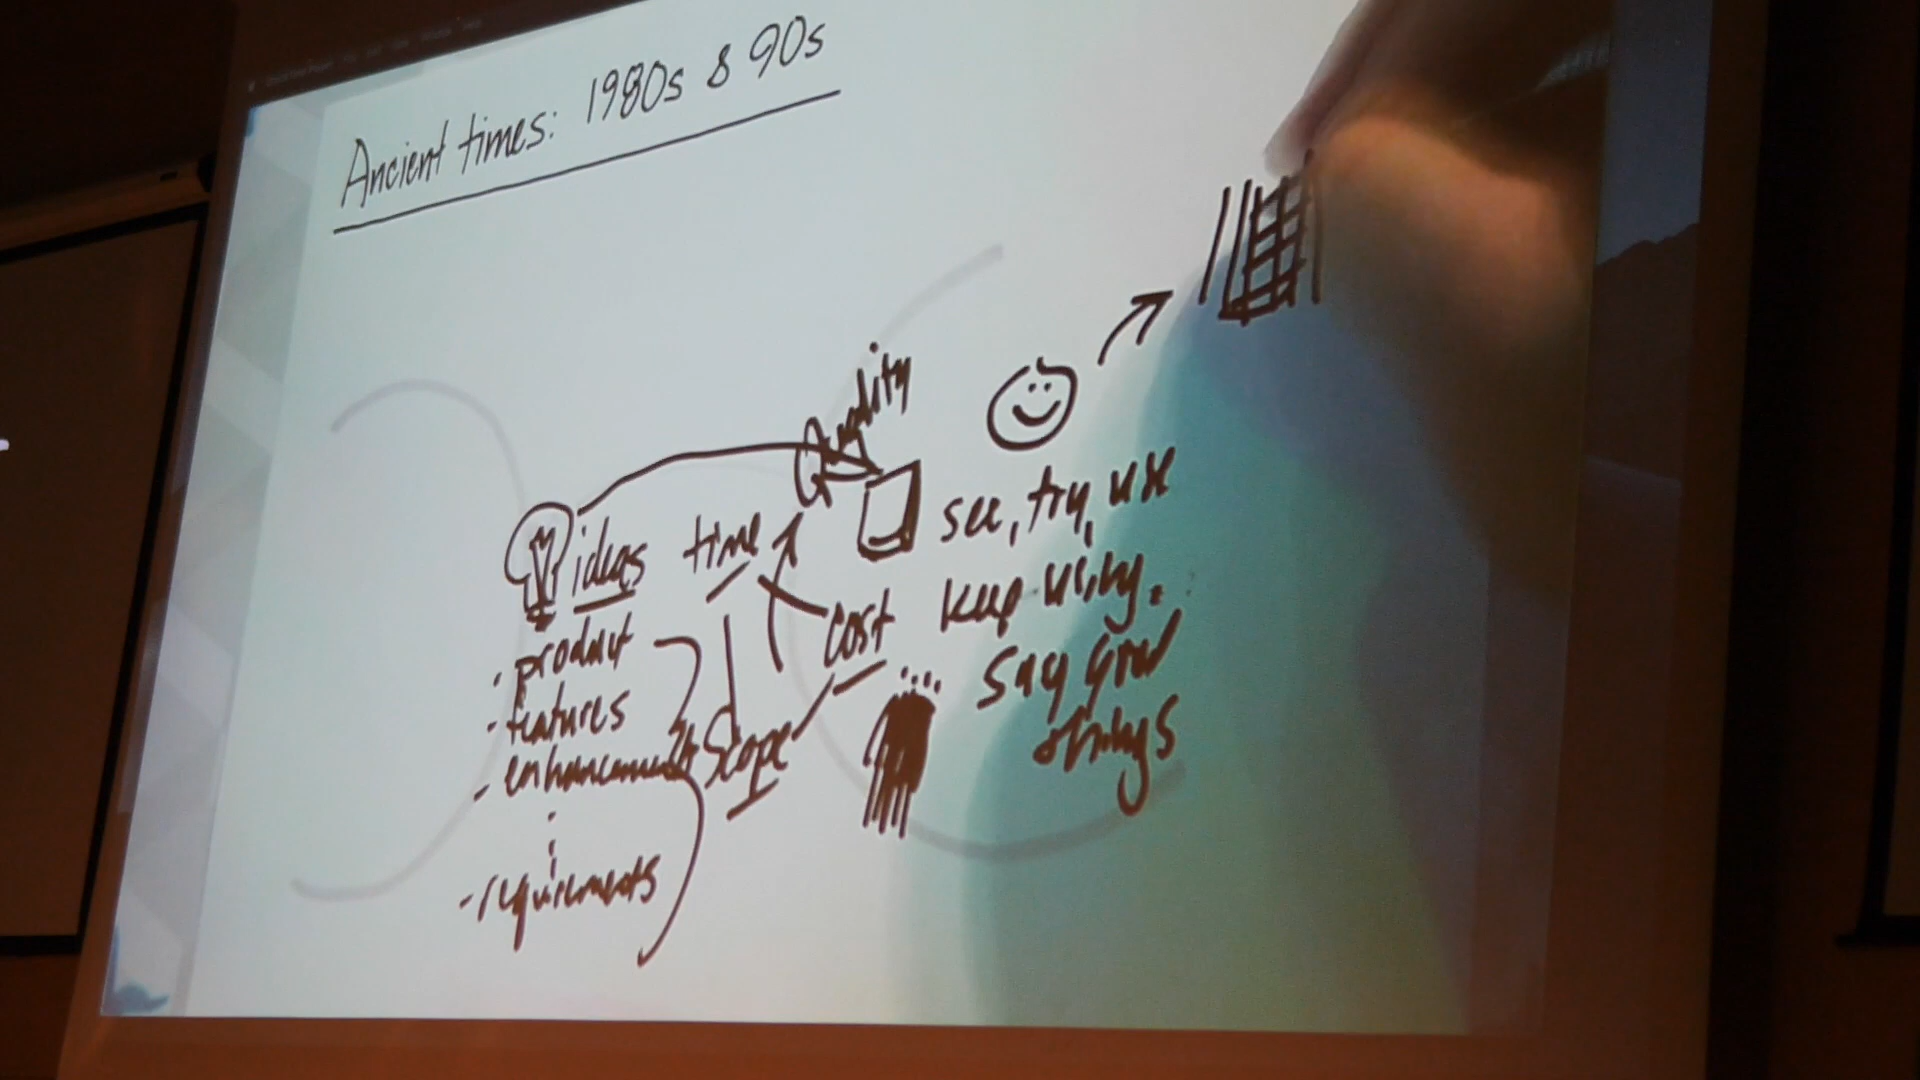 Ancient times: 1980s & 90s
Quality
ideas
time
cost
Scope
- product
- features
- enhancements
- requirements
see, try, use
keep using.
say good
things